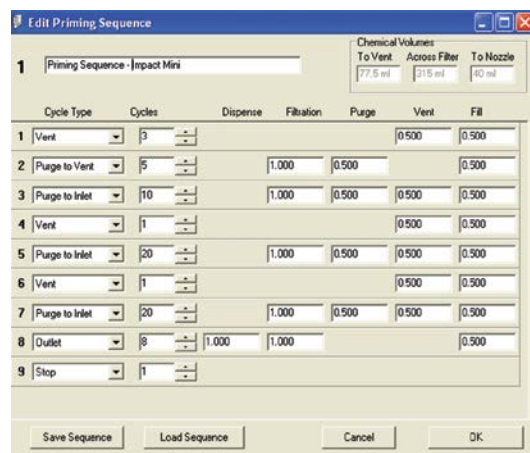 Edit Priming Sequence
Chemical Volumes
To Vent Across Filter To Nozzle
1 Priming Sequence - Impact Mini 77.5 ml 315 ml 40 ml
Cycle Type Cycles Dispense Filtration Purge Vent Fill
1 Vent 3 0.500 0.500
2 Purge to Vent 5 1.000 0.500 0.500
3 Purge to Inlet 10 1.000 0.500 0.500 0.500
4 Vent 1 0.500 0.500
5 Purge to Inlet 20 1.000 0.500 0.500 0.500
6 Vent 1 0.500 0.500
7 Purge to Inlet 20 1.000 0.500 0.500 0.500
8 Outlet 8 1.000 1.000 0.500
9 Stop 1
Save Sequence Load Sequence Cancel OK